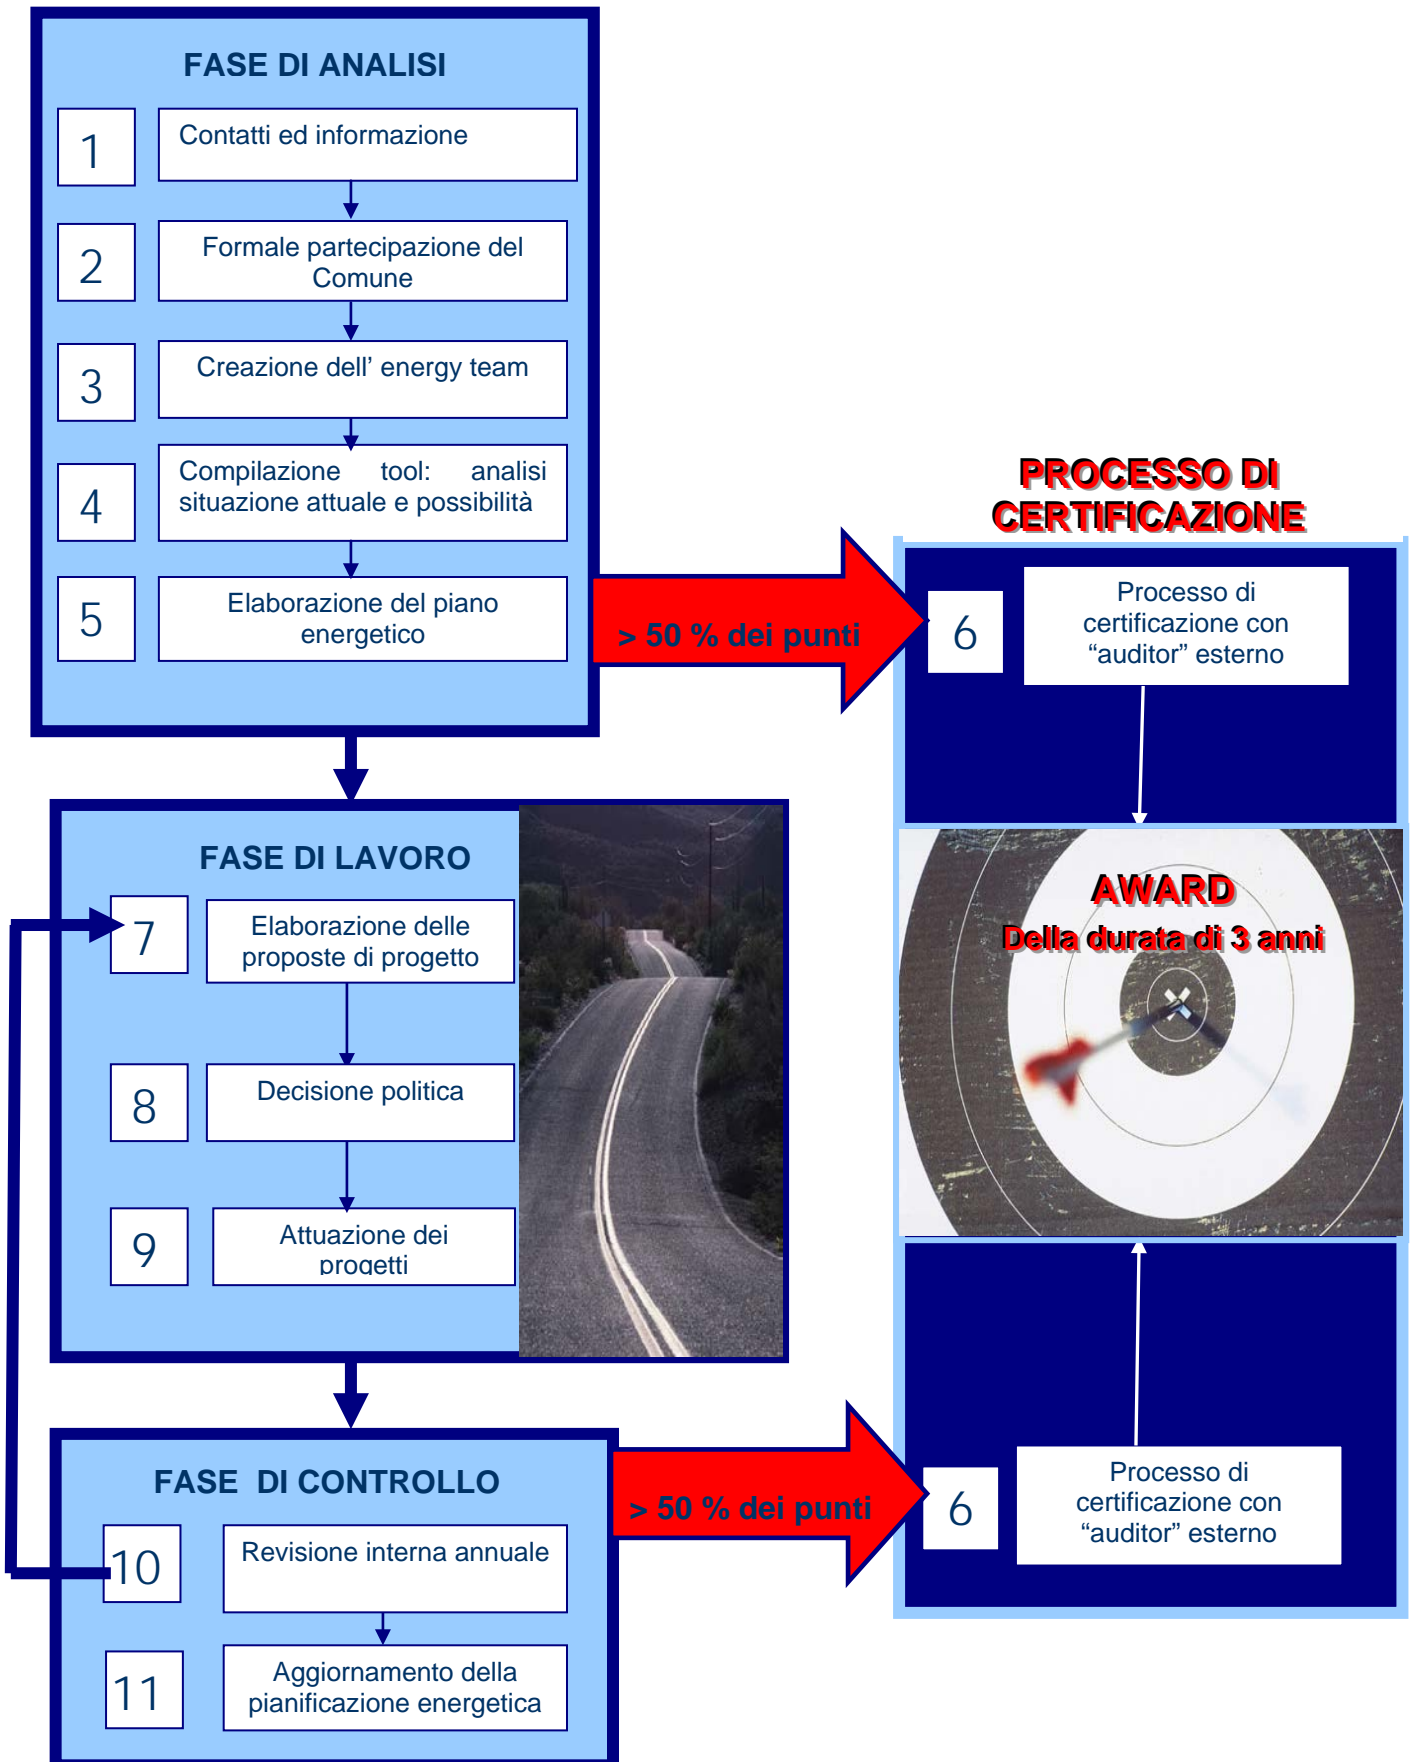 FASE DI ANALISI
1
Contatti ed informazione
2
Formale partecipazione del
Comune
3
Creazione dell' energy team
4
Compilazione tool: analisi
situazione attuale e possibilità
5
Elaborazione del piano
energetico
> 50 % dei punti
PROCESSO DI
CERTIFICAZIONE
6
Processo di
certificazione con
“auditor” esterno
AWARD
Della durata di 3 anni
FASE DI LAVORO
7
Elaborazione delle
proposte di progetto
8
Decisione politica
9
Attuazione dei
progetti
FASE DI CONTROLLO
10
Revisione interna annuale
11
Aggiornamento della
pianificazione energetica
> 50 % dei punti
6
Processo di
certificazione con
“auditor” esterno